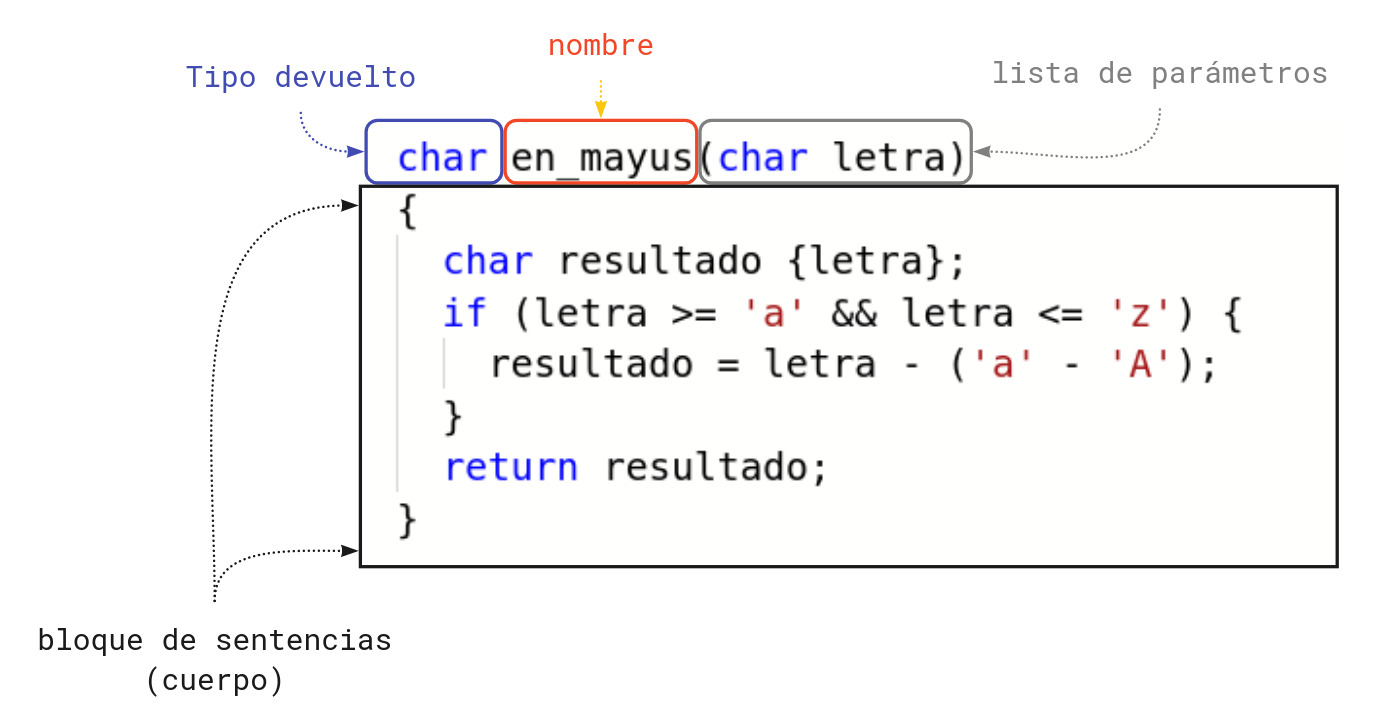 nombre
Tipo devuelto
lista de parámetros
char en_mayus(char letra)
{
char resultado {letra};
if (letra >= 'a' && letra <= 'z') {
resultado = letra - ('a' - 'A');
}
return resultado;
}
bloque de sentencias
(cuerpo)